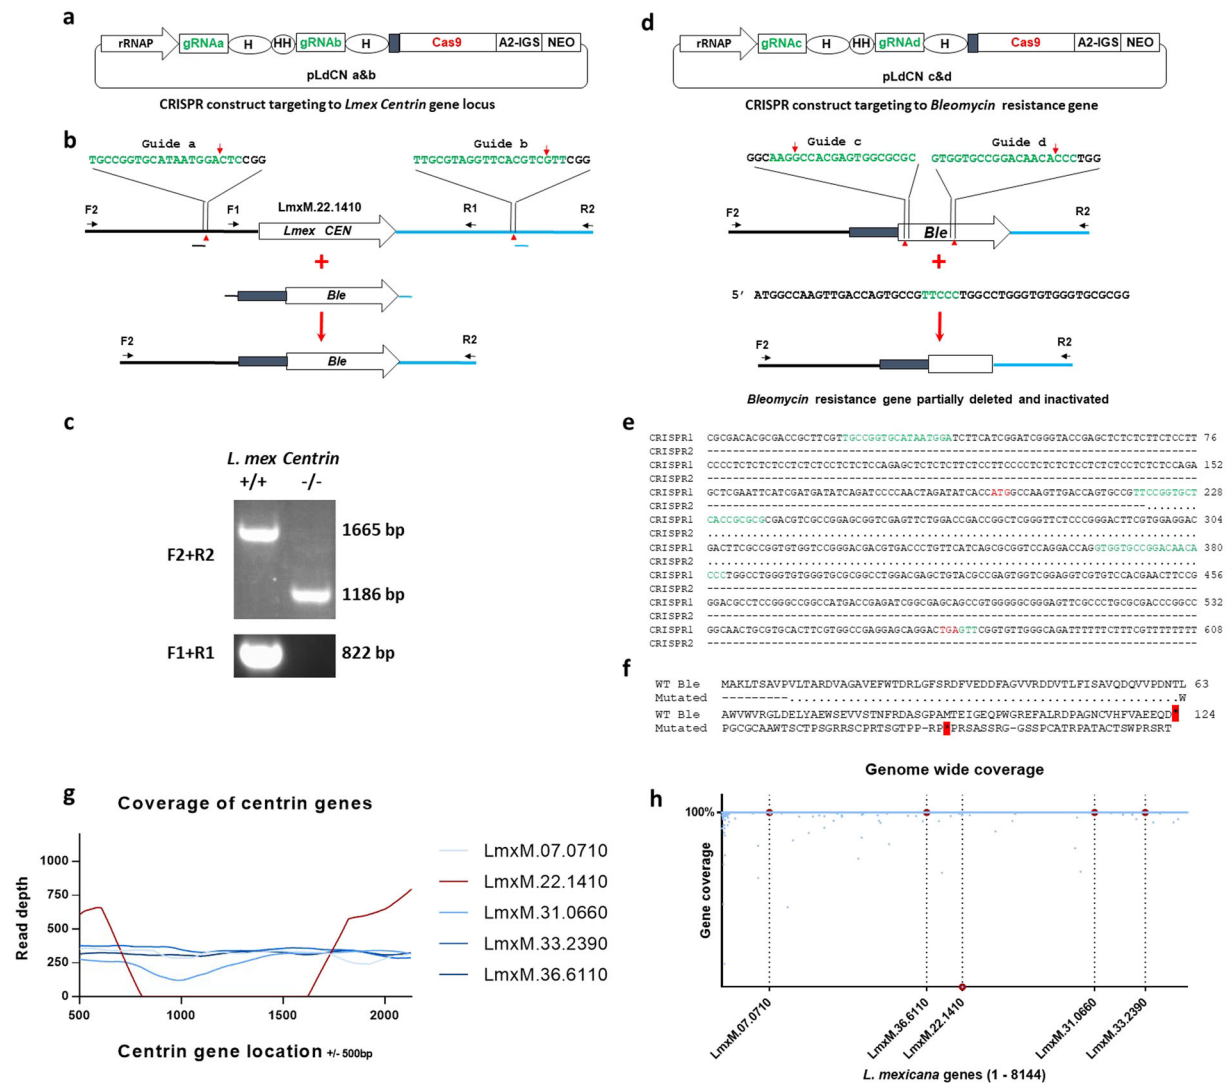 a
rRNAP gRNAa H HH gRNAb H Cas9 A2-IGS NEO
pLdCN a&b
CRISPR construct targeting to Lmex Centrin gene locus
b
Guide a
TGCCGGTGCATAATGGACTCCGG
Guide b
TTGCGTAGGTTCACGTCGTTCGG
F2 F1 LmxM.22.1410 R1 R2
Lmex CEN
+
Ble
F2 R2
Ble
c
L. mex Centrin
+/+ -/-
1665 bp
F2+R2
1186 bp
F1+R1 822 bp
d
rRNAP gRNAc H HH gRNAd H Cas9 A2-IGS NEO
pLdCN c&d
CRISPR construct targeting to Bleomycin resistance gene
Guide c
GGCAAGGCCACGAGTGGCGCGC
Guide d
GTGGTGCCGGACAACACCCTGG
F2 R2
Ble
+
5' ATGGCCAAGTTGACCAGTGCCGTTCCCTGGCCTGGGTGTGGGTGCGCGG
F2 R2
Bleomycin resistance gene partially deleted and inactivated
e
CRISPR1 CGCGACACGCGACCGCTTCGTTGCCGGTGCATAATGGATCTTCATCGGATCGGGTACCGAGCTCTCTCTTCTCCTT 76
CRISPR2 ----------------------------------------------------------------------------
CRISPR1 CCCCTCTCTCTCCTCTCTCCTCTCTCTCCAGAGCTCTCTCTTCTCCTTCCCCTCTCTCTCCTCTCTCCTCTCTCCAGA 152
CRISPR2 ----------------------------------------------------------------------------
CRISPR1 GCTCGAATTCATCGATGATATCAGATCCCCAACTAGATATCACCATGGCCAAGTTGACCAGTGCCGTTCCGGTGCT 228
CRISPR2 ---------------------------------------------------------------------.......
CRISPR1 CACCGCGCGCGACGTCGCCGGAGCGGTCGAGTTCTGGACCGACCGGCTCGGGTTCTCCCGGGACTTCGTGGAGGAC 304
CRISPR2 ............................................................................
CRISPR1 GACTTCGCCGGTGTGGTCCGGGACGACGTGACCCTGTTCATCAGCGCGGTCCAGGACCAGGTGGTGCCGGACAACA 380
CRISPR2 ............................................................................
CRISPR1 CCCTGGCCTGGGTGTGGGTGCGCGGCCTGGACGAGCTGTACGCCGAGTGGTCGGAGGTCGTGTCCACGAACTTCCG 456
CRISPR2 ----------------------------------------------------------------------------
CRISPR1 GGACGCCTCCGGGCCGGCCATGACCGAGATCGGCGAGCAGCCGTGGGGGCGGGAGTTCGCCCTGCGCGACCCGGCC 532
CRISPR2 ----------------------------------------------------------------------------
CRISPR1 GGCAACTGCGTGCACTTCGTGGCCGAGGAGCAGGACTGAGTTCGGTGTTGGGCAGATTTTTTCTTTCGTTTTTTTT 608
CRISPR2 ----------------------------------------------------------------------------
f
WT Ble MAKLTSAVPVLTARDVAGAVEFWTDRLGFSRDFVEDDFAGVVRDDVTLFISAVQDQVVPDNTL 63
Mutated ---------.....................................................W
WT Ble AWVWVRGLDELYAEWSEVVSTNFRDASGPAMTEIGEQPWGREFALRDPAGNCVHFVAEEQD* 124
Mutated PGCGCAAWTSCTPSGRRSCPRTSGTPP-RP*PRSASSRG-GSSPCATRPATACTSWPRSRT
g
Coverage of centrin genes
1000
750
500
250
0
Read depth
500 1000 1500 2000
Centrin gene location +/- 500bp
LmxM.07.0710
LmxM.22.1410
LmxM.31.0660
LmxM.33.2390
LmxM.36.6110
h
Genome wide coverage
100%
Gene coverage
LmxM.07.0710
LmxM.36.6110
LmxM.22.1410
LmxM.31.0660
LmxM.33.2390
L. mexicana genes (1 - 8144)